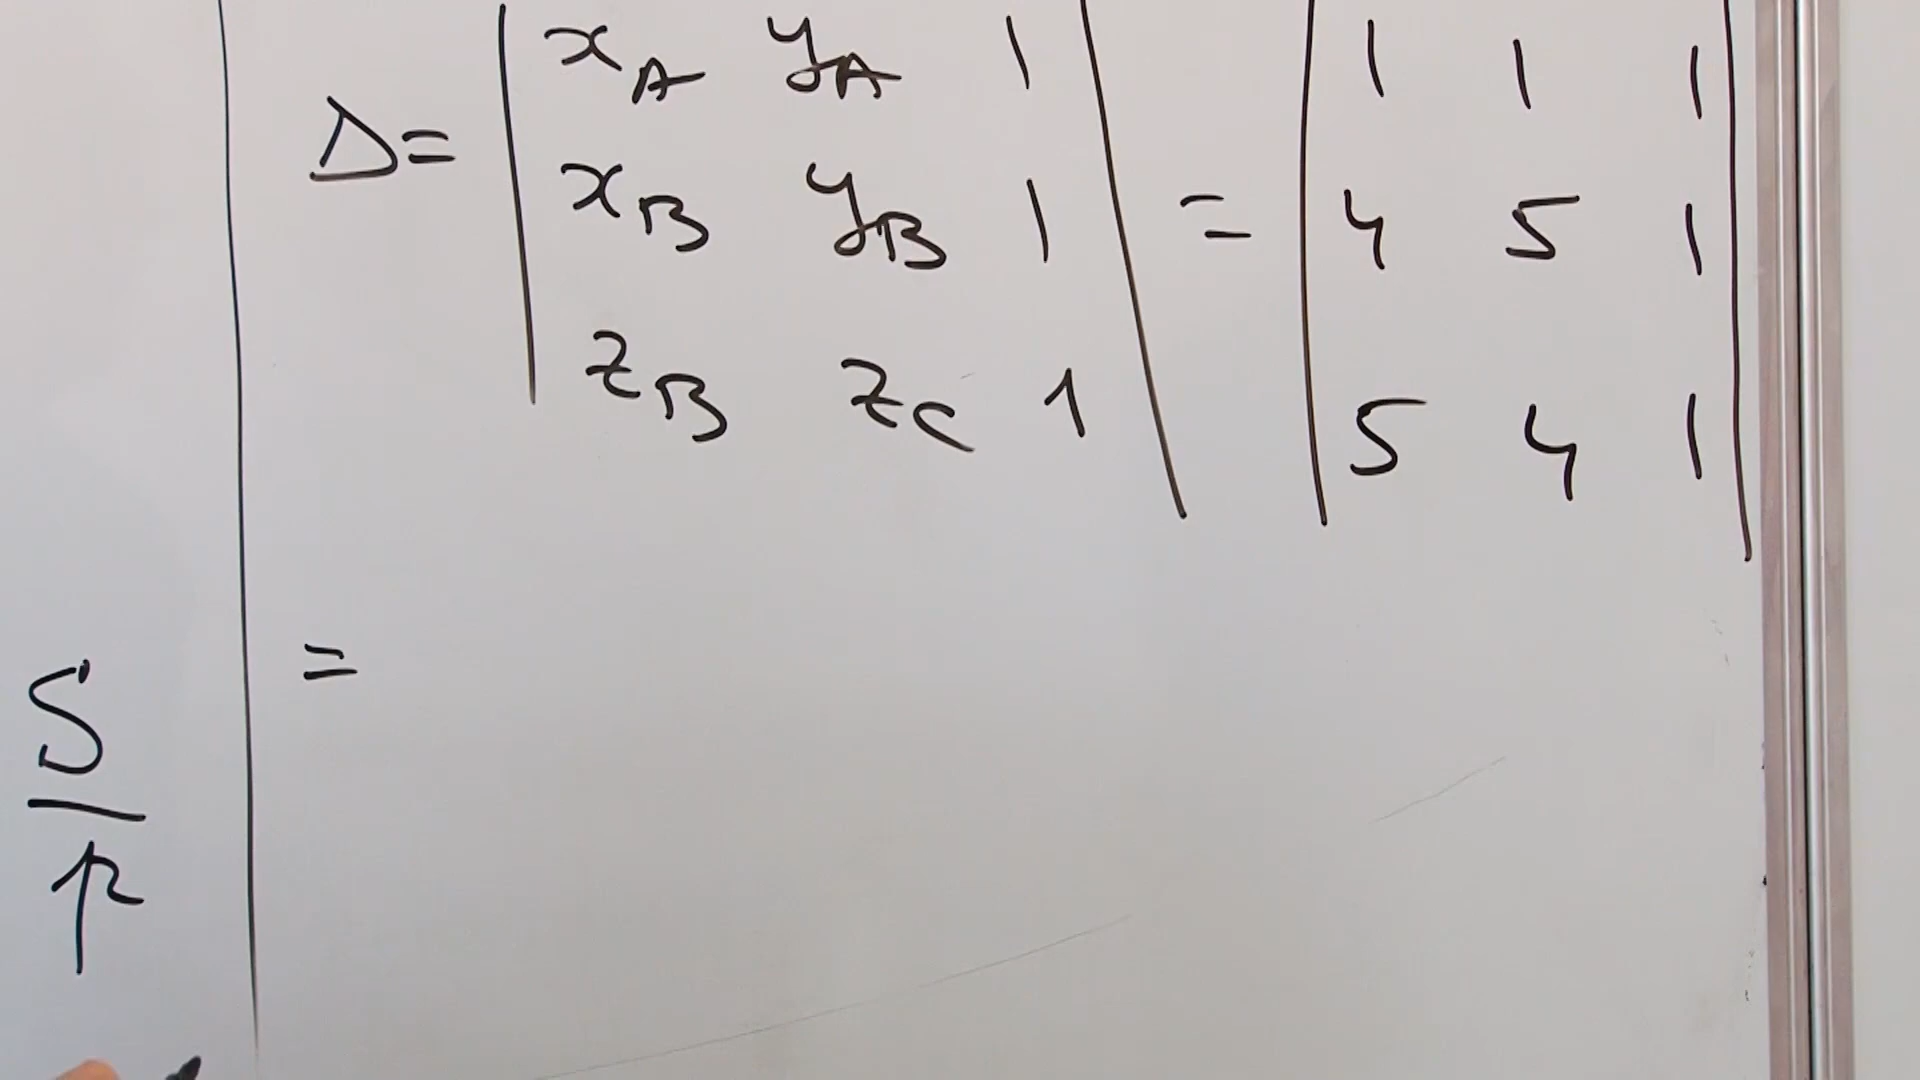 Δ= | x_A y_A 1 | = | 1 1 1 |
| x_B y_B 1 | | 4 5 1 |
| z_B z_C 1 | | 5 4 1 |
=
S
r